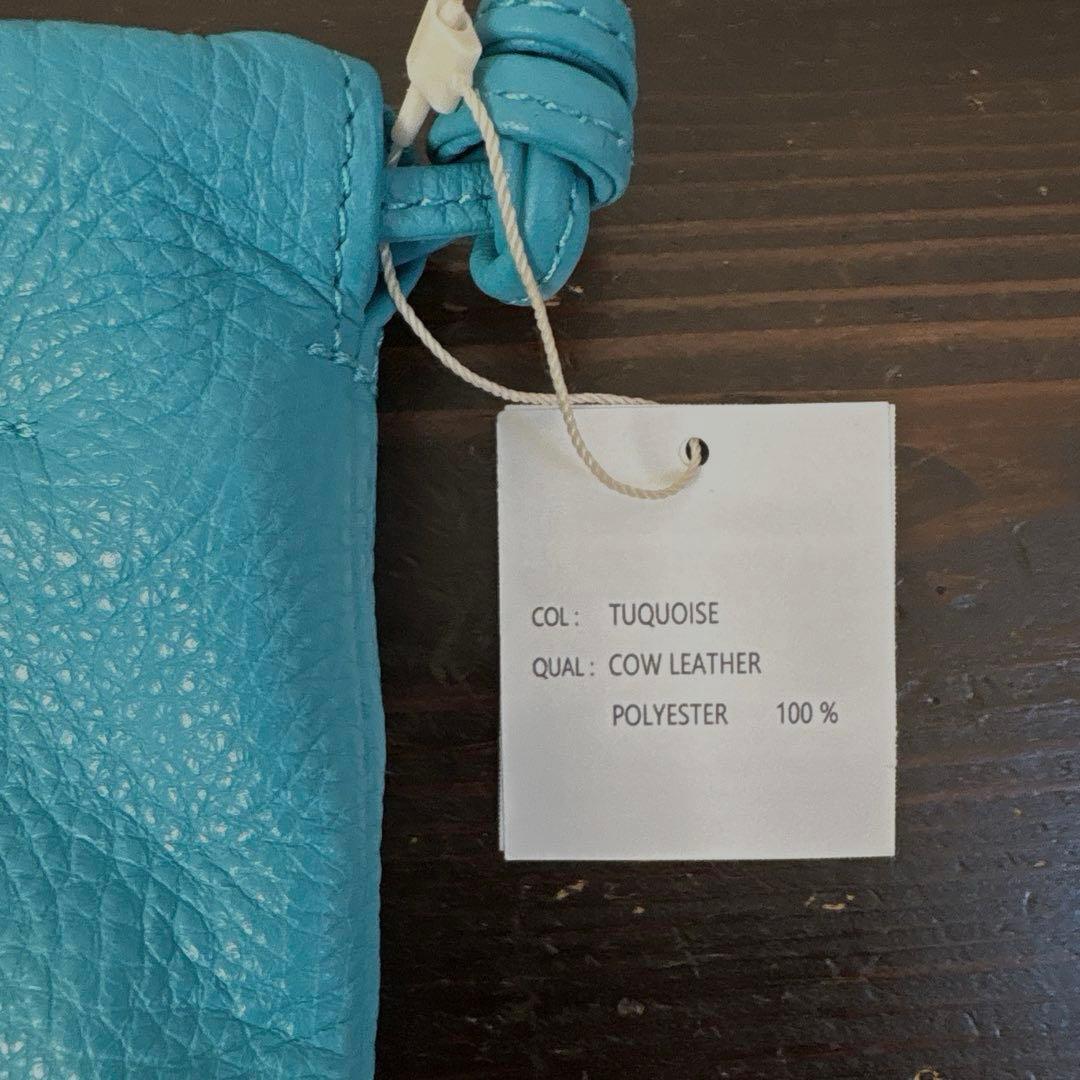 COL : TUQUOISE
QUAL : COW LEATHER
POLYESTER 100 %